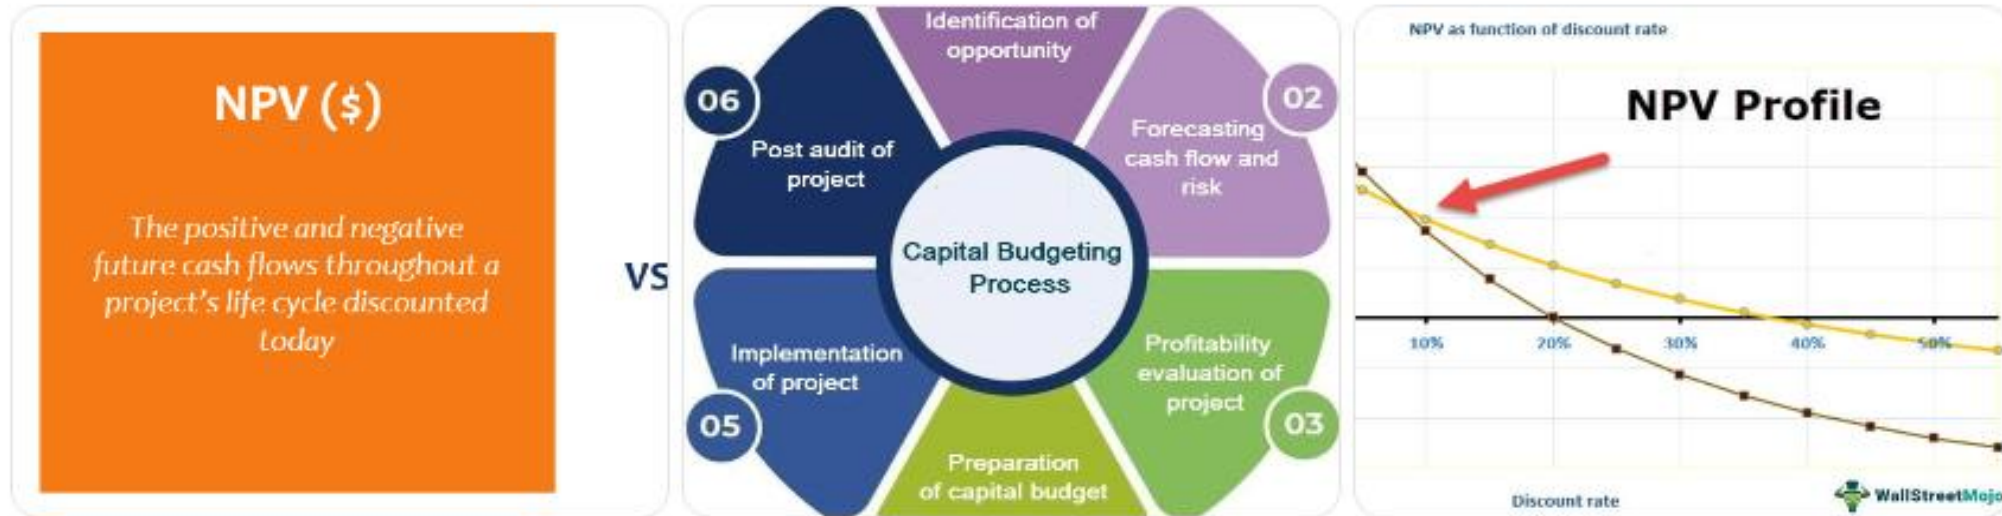 NPV ($)
The positive and negative
future cash flows throughout a
project's life cycle discounted
today
VS
Identification of
opportunity
02
Forecasting
cash flow and
risk
Profitability
evaluation of
project
03
Preparation
of capital budget
Implementation
of project
05
06
Post audit of
project
Capital Budgeting
Process
NPV as function of discount rate
NPV Profile
10%
20%
30%
40%
50%
Discount rate
WallStreetMojo